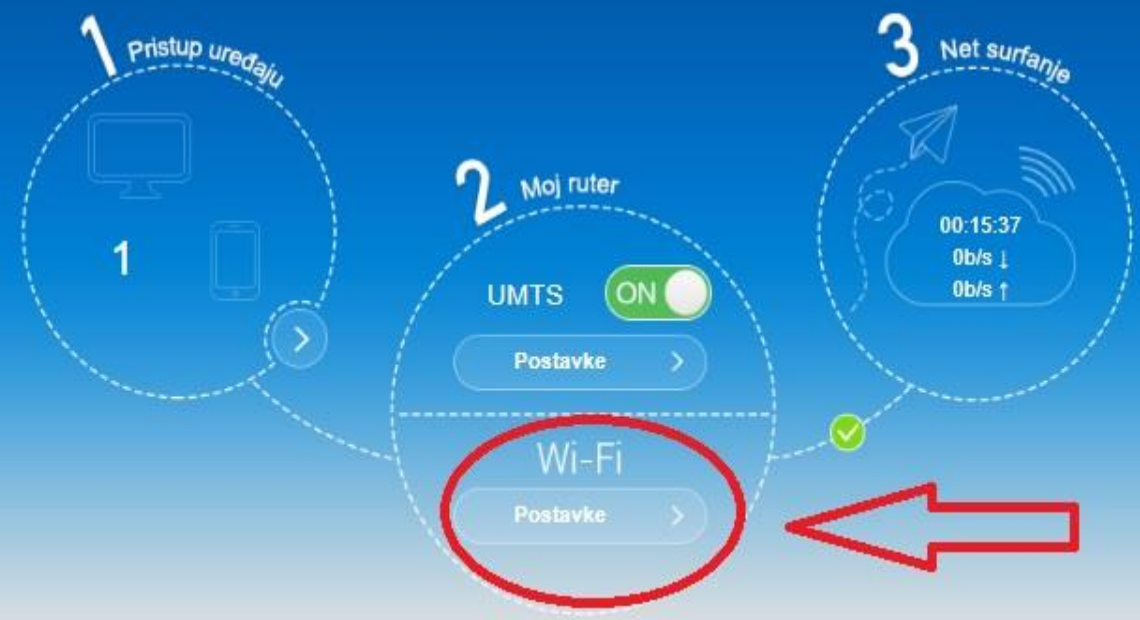 1 Pristup uređaju
1
2 Moj ruter
UMTS ON
Postavke
Wi-Fi
Postavke
3 Net surfanje
00:15:37
0b/s ↓
0b/s ↑